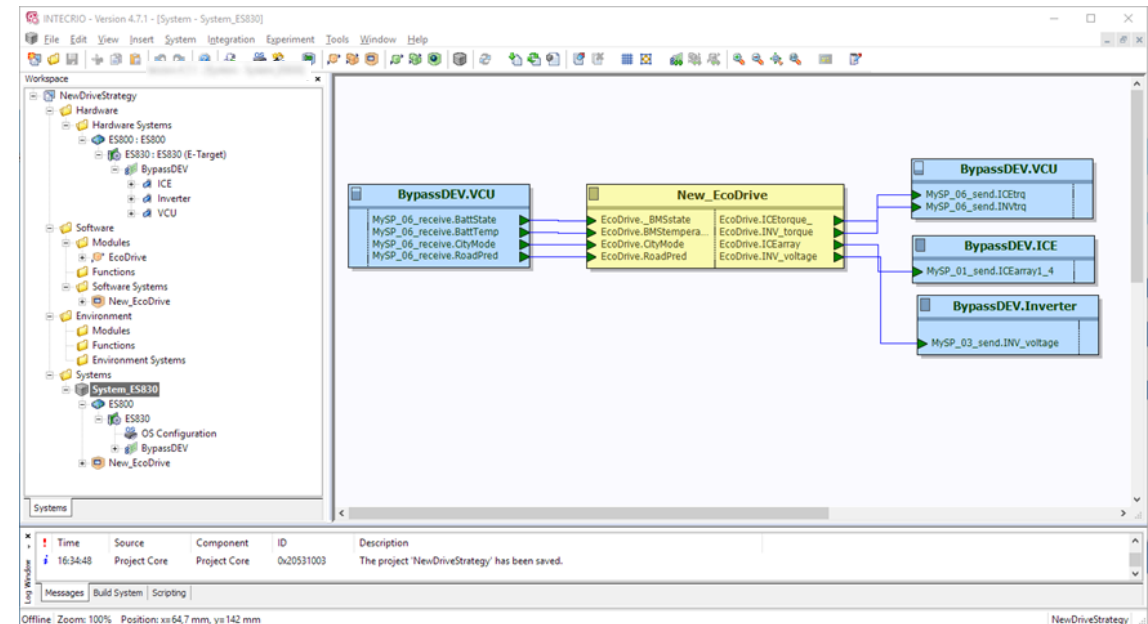 INTECRIO - Version 4.7.1 - [System - System_ES830]
File Edit View Insert System Integration Experiment Tools Window Help
Workspace
NewDriveStrategy
Hardware
Hardware Systems
ES800 : ES800
ES830 : ES830 (E-Target)
BypassDEV
ICE
Inverter
VCU
Software
Modules
EcoDrive
Functions
Software Systems
New_EcoDrive
Environment
Modules
Functions
Environment Systems
Systems
System_ES830
ES800
ES830
OS Configuration
BypassDEV
New_EcoDrive
Systems
BypassDEV.VCU
MySP_06_receive.BattState
MySP_06_receive.BattTemp
MySP_06_receive.CityMode
MySP_06_receive.RoadPred
New_EcoDrive
EcoDrive._BMSstate EcoDrive.ICEtorque_
EcoDrive.BMStempera... EcoDrive.INV_torque
EcoDrive.CityMode EcoDrive.ICEarray
EcoDrive.RoadPred EcoDrive.INV_voltage
BypassDEV.VCU
MySP_06_send.ICEtrq
MySP_06_send.INVtrq
BypassDEV.ICE
MySP_01_send.ICEarray1_4
BypassDEV.Inverter
MySP_03_send.INV_voltage
Log Window
! Time Source Component ID Description
i 16:34:48 Project Core Project Core 0x20531003 The project 'NewDriveStrategy' has been saved.
Messages Build System Scripting
Offline Zoom: 100% Position: x=64,7 mm, y=142 mm NewDriveStrategy